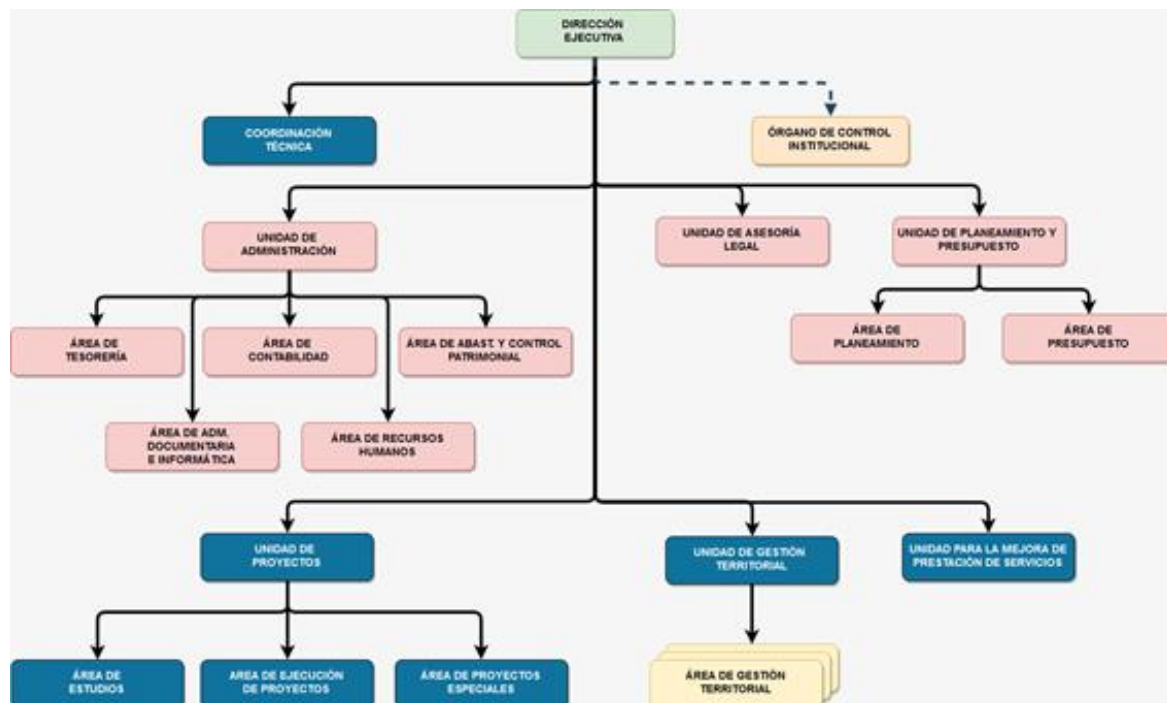 DIRECCIÓN
EJECUTIVA
COORDINACIÓN
TÉCNICA
ÓRGANO DE CONTROL
INSTITUCIONAL
UNIDAD DE
ADMINISTRACIÓN
UNIDAD DE ASESORÍA
LEGAL
UNIDAD DE PLANEAMIENTO Y
PRESUPUESTO
ÁREA DE
TESORERÍA
ÁREA DE
CONTABILIDAD
ÁREA DE ABAST. Y CONTROL
PATRIMONIAL
ÁREA DE
PLANEAMIENTO
ÁREA DE
PRESUPUESTO
ÁREA DE ADM.
DOCUMENTARIA
E INFORMÁTICA
ÁREA DE RECURSOS
HUMANOS
UNIDAD DE
PROYECTOS
UNIDAD DE GESTIÓN
TERRITORIAL
UNIDAD PARA LA MEJORA DE
PRESTACIÓN DE SERVICIOS
ÁREA DE
ESTUDIOS
AREA DE EJECUCIÓN
DE PROYECTOS
ÁREA DE PROYECTOS
ESPECIALES
ÁREA DE GESTIÓN
TERRITORIAL